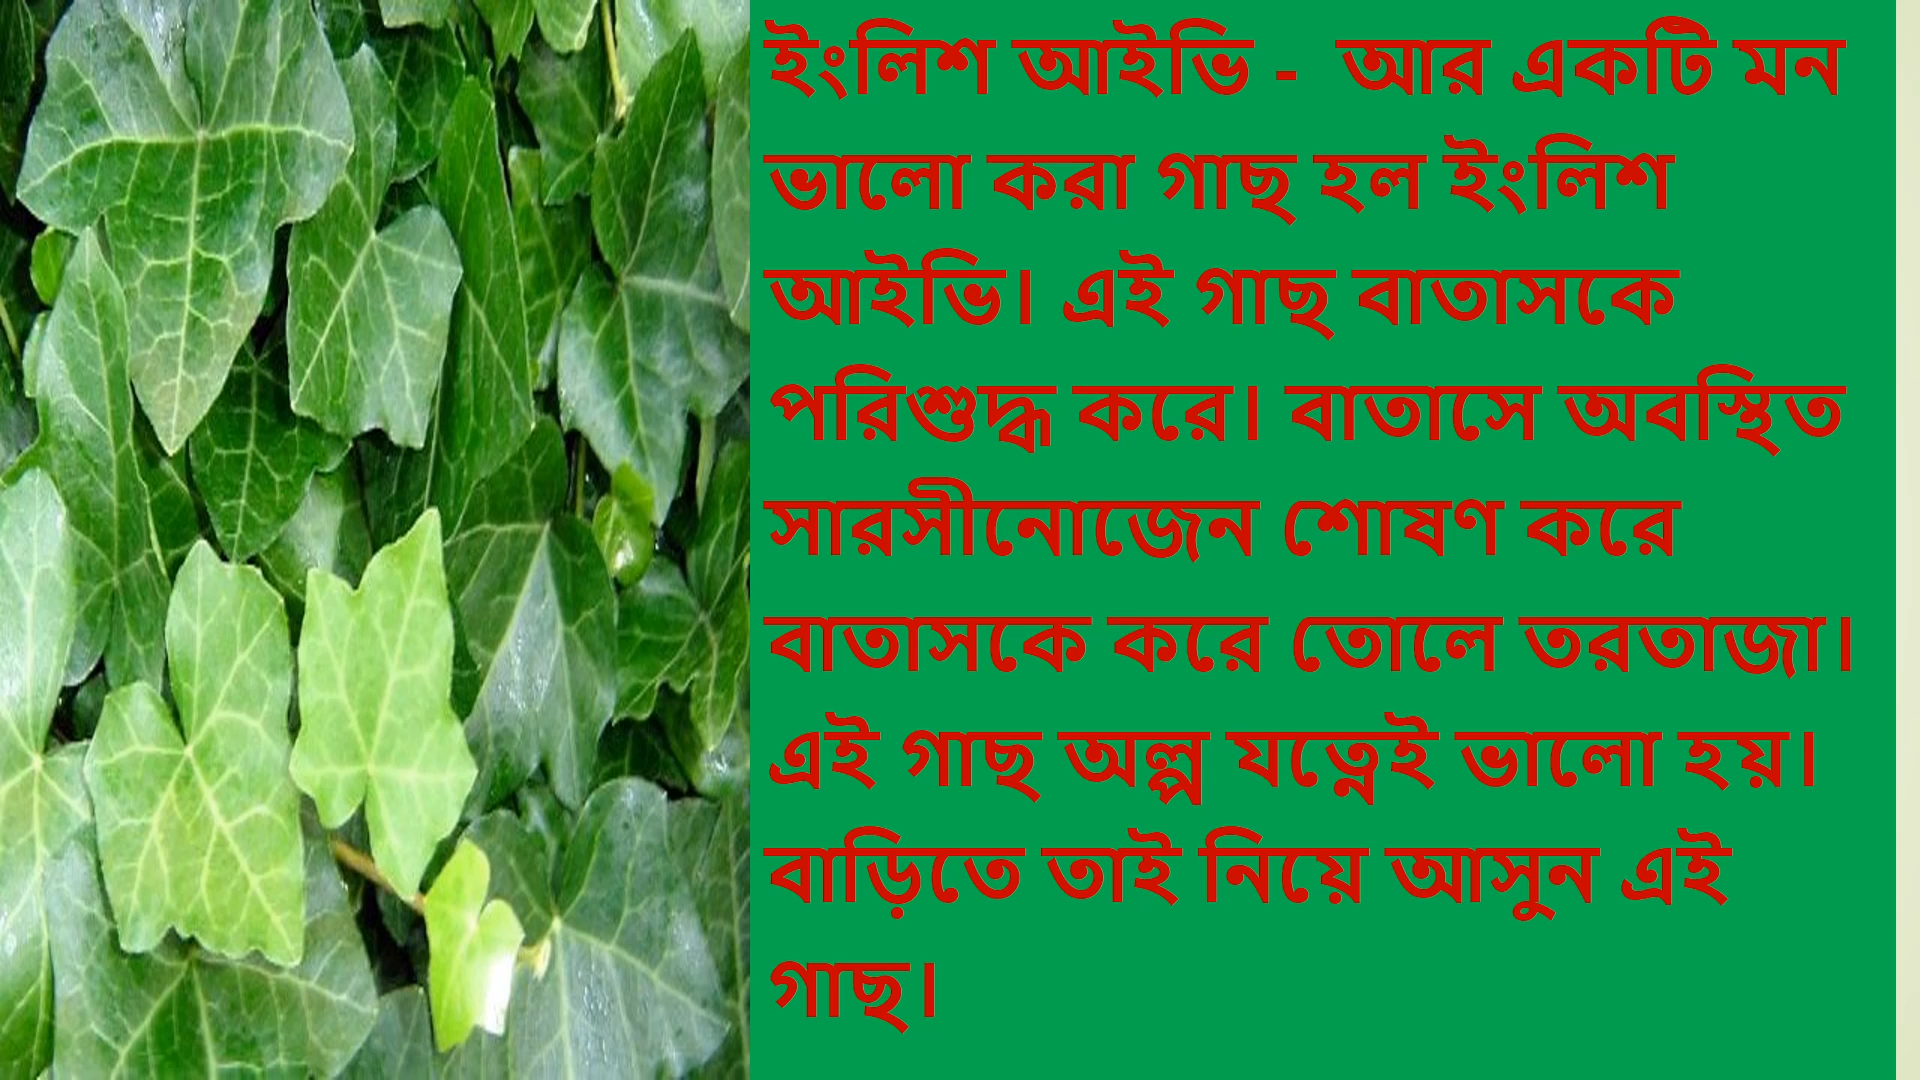 ইংলিশ আইভি - আর একটি মন
ভালো করা গাছ হল ইংলিশ
আইভি। এই গাছ বাতাসকে
পরিশুদ্ধ করে। বাতাসে অবস্থিত
সারসীনোজেন শোষণ করে
বাতাসকে করে তোলে তরতাজা।
এই গাছ অল্প যত্নেই ভালো হয়।
বাড়িতে তাই নিয়ে আসুন এই
গাছ।